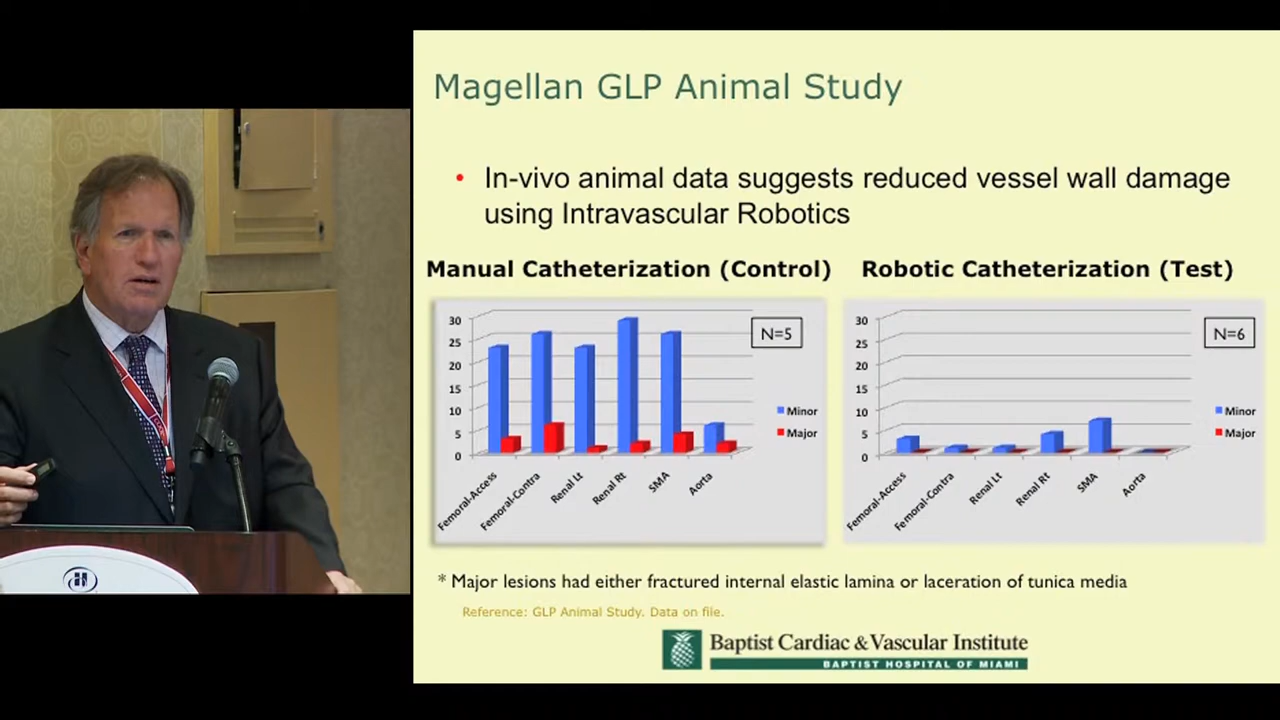 Magellan GLP Animal Study
• In-vivo animal data suggests reduced vessel wall damage
using Intravascular Robotics
Manual Catheterization (Control)
30
25
20
15
10
5
0
N=5
Minor
Major
Femoral-Access
Femoral-Contra
Renal Lt
Renal Rt
SMA
Aorta
Robotic Catheterization (Test)
30
25
20
15
10
5
0
N=6
Minor
Major
Femoral-Access
Femoral-Contra
Renal Lt
Renal Rt
SMA
Aorta
* Major lesions had either fractured internal elastic lamina or laceration of tunica media
Reference: GLP Animal Study. Data on file.
Baptist Cardiac & Vascular Institute
BAPTIST HOSPITAL OF MIAMI